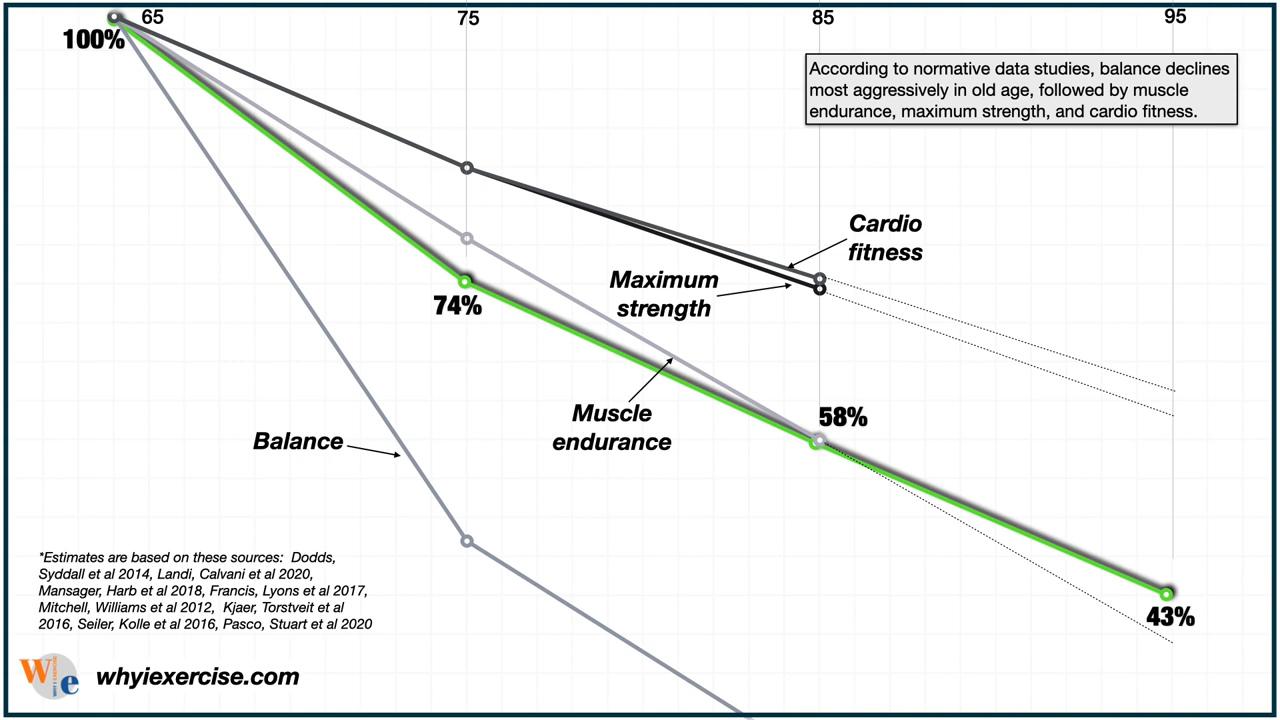 65
75
85
95
100%
According to normative data studies, balance declines
most aggressively in old age, followed by muscle
endurance, maximum strength, and cardio fitness.
Cardio
fitness
Maximum
strength
74%
Muscle
endurance
58%
Balance
*Estimates are based on these sources: Dodds,
Syddall et al 2014, Landi, Calvani et al 2020,
Mansager, Harb et al 2018, Francis, Lyons et al 2017,
Mitchell, Williams et al 2012, Kjaer, Torstveit et al
2016, Seiler, Kolle et al 2016, Pasco, Stuart et al 2020
43%
W e
WHY I EXERCISE
whyiexercise.com